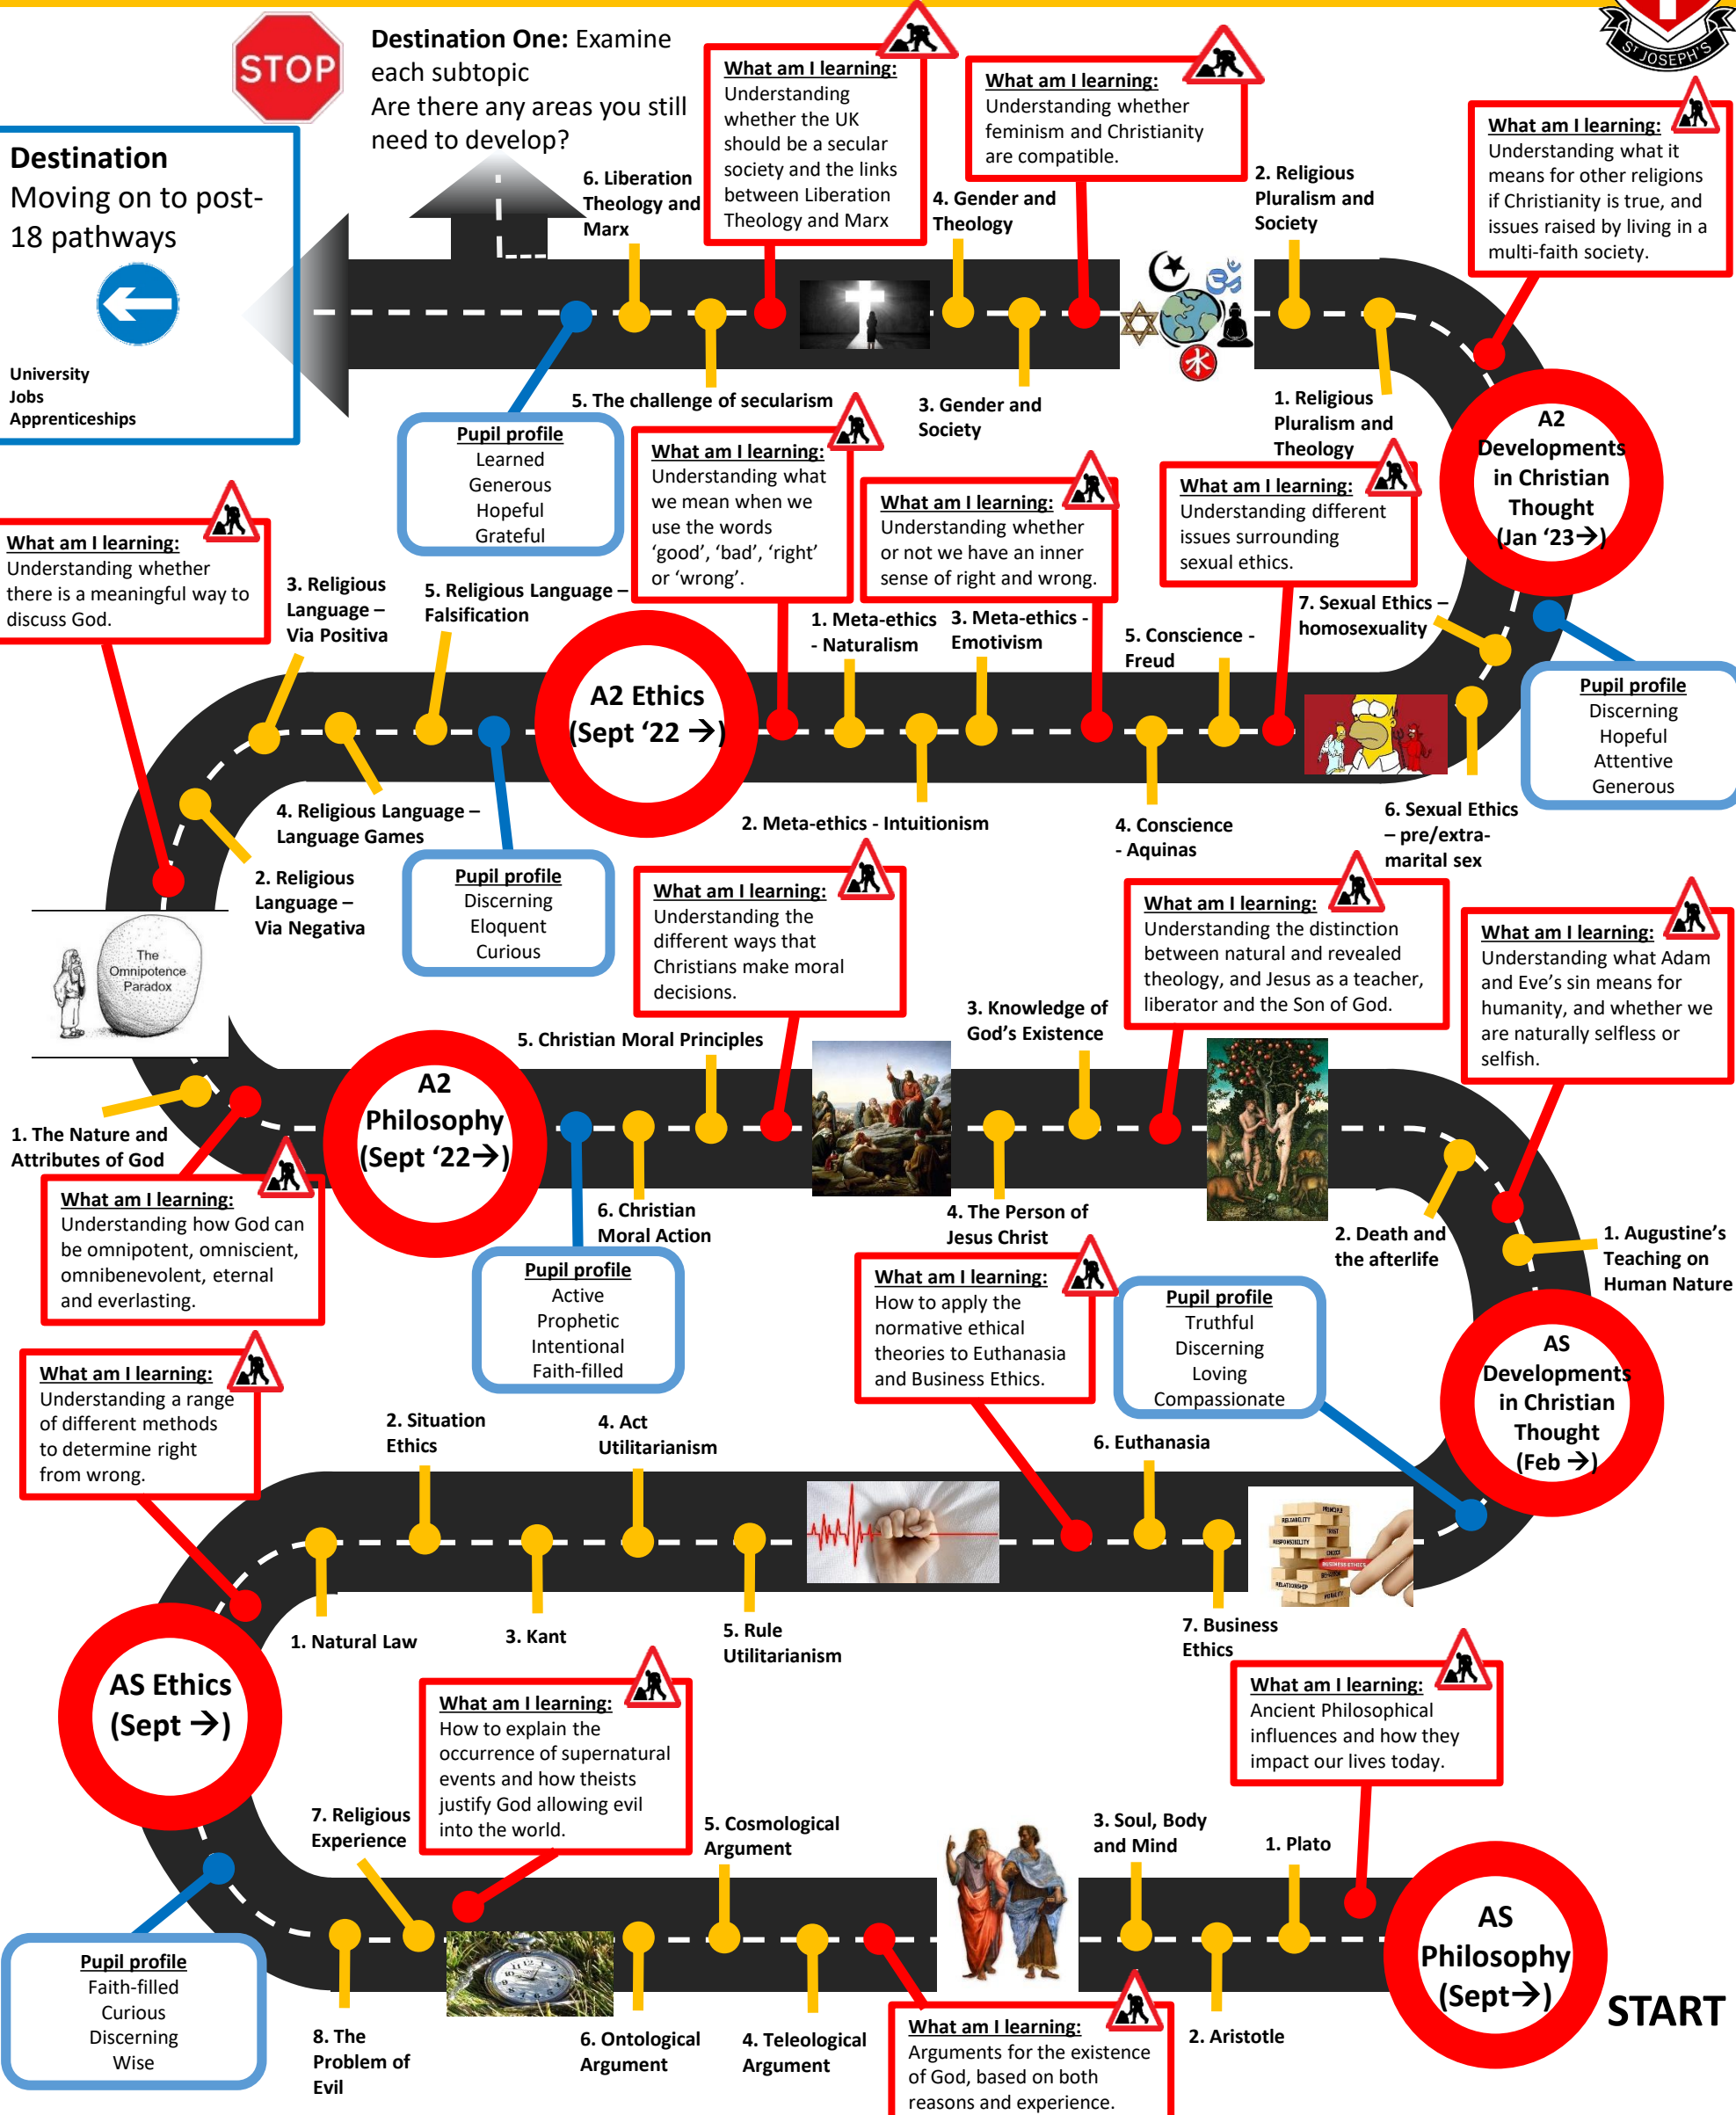 STOP
Destination One: Examine
each subtopic
Are there any areas you still
need to develop?
ST JOSEPH'S
Destination
Moving on to post-
18 pathways
University
Jobs
Apprenticeships
6. Liberation
Theology and
Marx
What am I learning:
Understanding
whether the UK
should be a secular
society and the links
between Liberation
Theology and Marx
What am I learning:
Understanding whether
feminism and Christianity
are compatible.
4. Gender and
Theology
2. Religious
Pluralism and
Society
What am I learning:
Understanding what it
means for other religions
if Christianity is true, and
issues raised by living in a
multi-faith society.
5. The challenge of secularism
3. Gender and
Society
1. Religious
Pluralism and
Theology
A2
Developments
in Christian
Thought
(Jan ‘23→)
Pupil profile
Learned
Generous
Hopeful
Grateful
What am I learning:
Understanding what
we mean when we
use the words
‘good’, ‘bad’, ‘right’
or ‘wrong’.
What am I learning:
Understanding whether
or not we have an inner
sense of right and wrong.
What am I learning:
Understanding different
issues surrounding
sexual ethics.
What am I learning:
Understanding whether
there is a meaningful way to
discuss God.
3. Religious
Language –
Via Positiva
5. Religious Language –
Falsification
A2 Ethics
(Sept ‘22 →)
1. Meta-ethics
- Naturalism
3. Meta-ethics -
Emotivism
5. Conscience -
Freud
7. Sexual Ethics –
homosexuality
Pupil profile
Discerning
Hopeful
Attentive
Generous
4. Religious Language –
Language Games
2. Religious
Language –
Via Negativa
Pupil profile
Discerning
Eloquent
Curious
2. Meta-ethics - Intuitionism
4. Conscience
- Aquinas
6. Sexual Ethics
– pre/extra-
marital sex
The
Omnipotence
Paradox
What am I learning:
Understanding the
different ways that
Christians make moral
decisions.
What am I learning:
Understanding the distinction
between natural and revealed
theology, and Jesus as a teacher,
liberator and the Son of God.
What am I learning:
Understanding what Adam
and Eve’s sin means for
humanity, and whether we
are naturally selfless or
selfish.
1. The Nature and
Attributes of God
A2
Philosophy
(Sept ‘22→)
5. Christian Moral Principles
3. Knowledge of
God’s Existence
What am I learning:
Understanding how God can
be omnipotent, omniscient,
omnibenevolent, eternal
and everlasting.
6. Christian
Moral Action
4. The Person of
Jesus Christ
2. Death and
the afterlife
1. Augustine’s
Teaching on
Human Nature
Pupil profile
Active
Prophetic
Intentional
Faith-filled
What am I learning:
How to apply the
normative ethical
theories to Euthanasia
and Business Ethics.
Pupil profile
Truthful
Discerning
Loving
Compassionate
AS
Developments
in Christian
Thought
(Feb →)
What am I learning:
Understanding a range
of different methods
to determine right
from wrong.
2. Situation
Ethics
4. Act
Utilitarianism
6. Euthanasia
PRINCIPLE
RELIABILITY
TRUST
RESPONSIBILITY
CHOICE
BUSINESS ETHICS
BEHAVIOR
RELATIONSHIP
MORALITY
1. Natural Law
3. Kant
5. Rule
Utilitarianism
7. Business
Ethics
AS Ethics
(Sept →)
What am I learning:
How to explain the
occurrence of supernatural
events and how theists
justify God allowing evil
into the world.
What am I learning:
Ancient Philosophical
influences and how they
impact our lives today.
7. Religious
Experience
5. Cosmological
Argument
3. Soul, Body
and Mind
1. Plato
AS
Philosophy
(Sept→)
START
Pupil profile
Faith-filled
Curious
Discerning
Wise
8. The
Problem of
Evil
6. Ontological
Argument
4. Teleological
Argument
What am I learning:
Arguments for the existence
of God, based on both
reasons and experience.
2. Aristotle